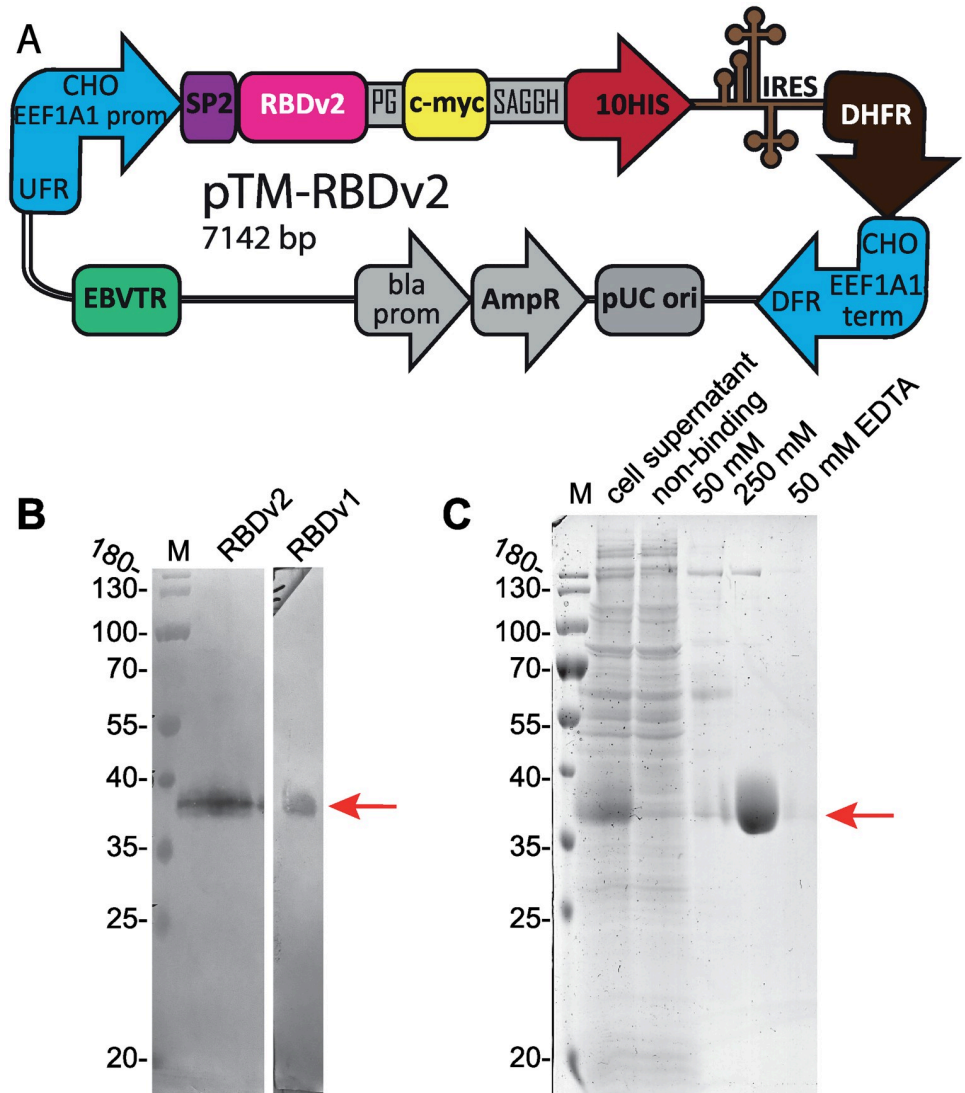 A
CHO
EEF1A1 prom
UFR
SP2
RBDv2
PG
c-myc
SAGGH
10HIS
IRES
DHFR
pTM-RBDv2
7142 bp
EBVTR
bla
prom
AmpR
pUC ori
CHO
EEF1A1
term
DFR
B
M
RBDv2
RBDv1
180-
130-
100-
70-
55-
40-
35-
25-
20-
C
M
cell supernatant
non-binding
50 mM
250 mM
50 mM EDTA
180-
130-
100-
70-
55-
40-
35-
25-
20-